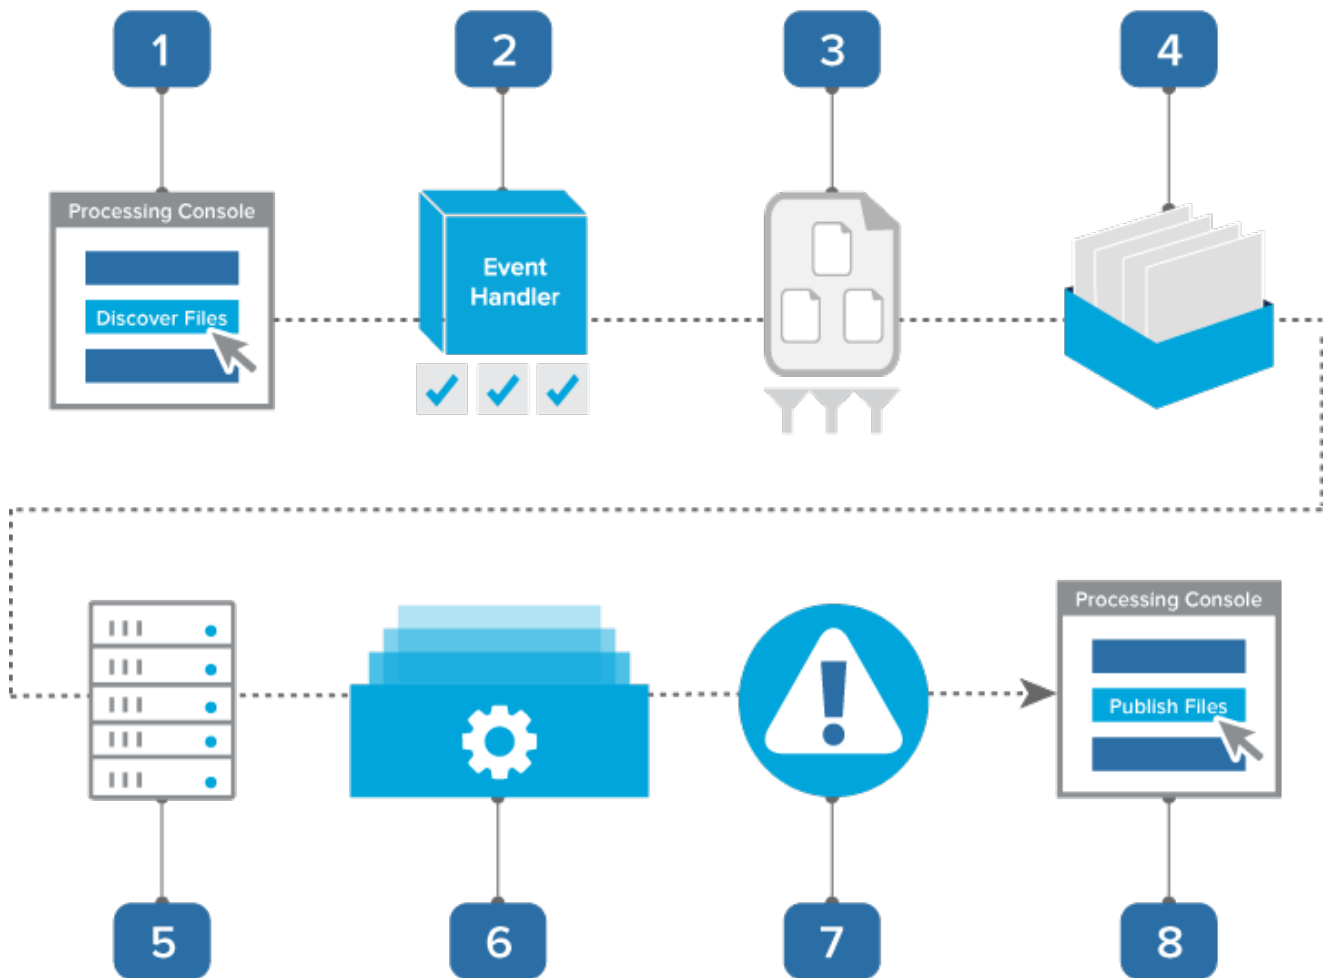 1
2
3
4
Processing Console
Discover Files
Event
Handler
Processing Console
Publish Files
5
6
7
8